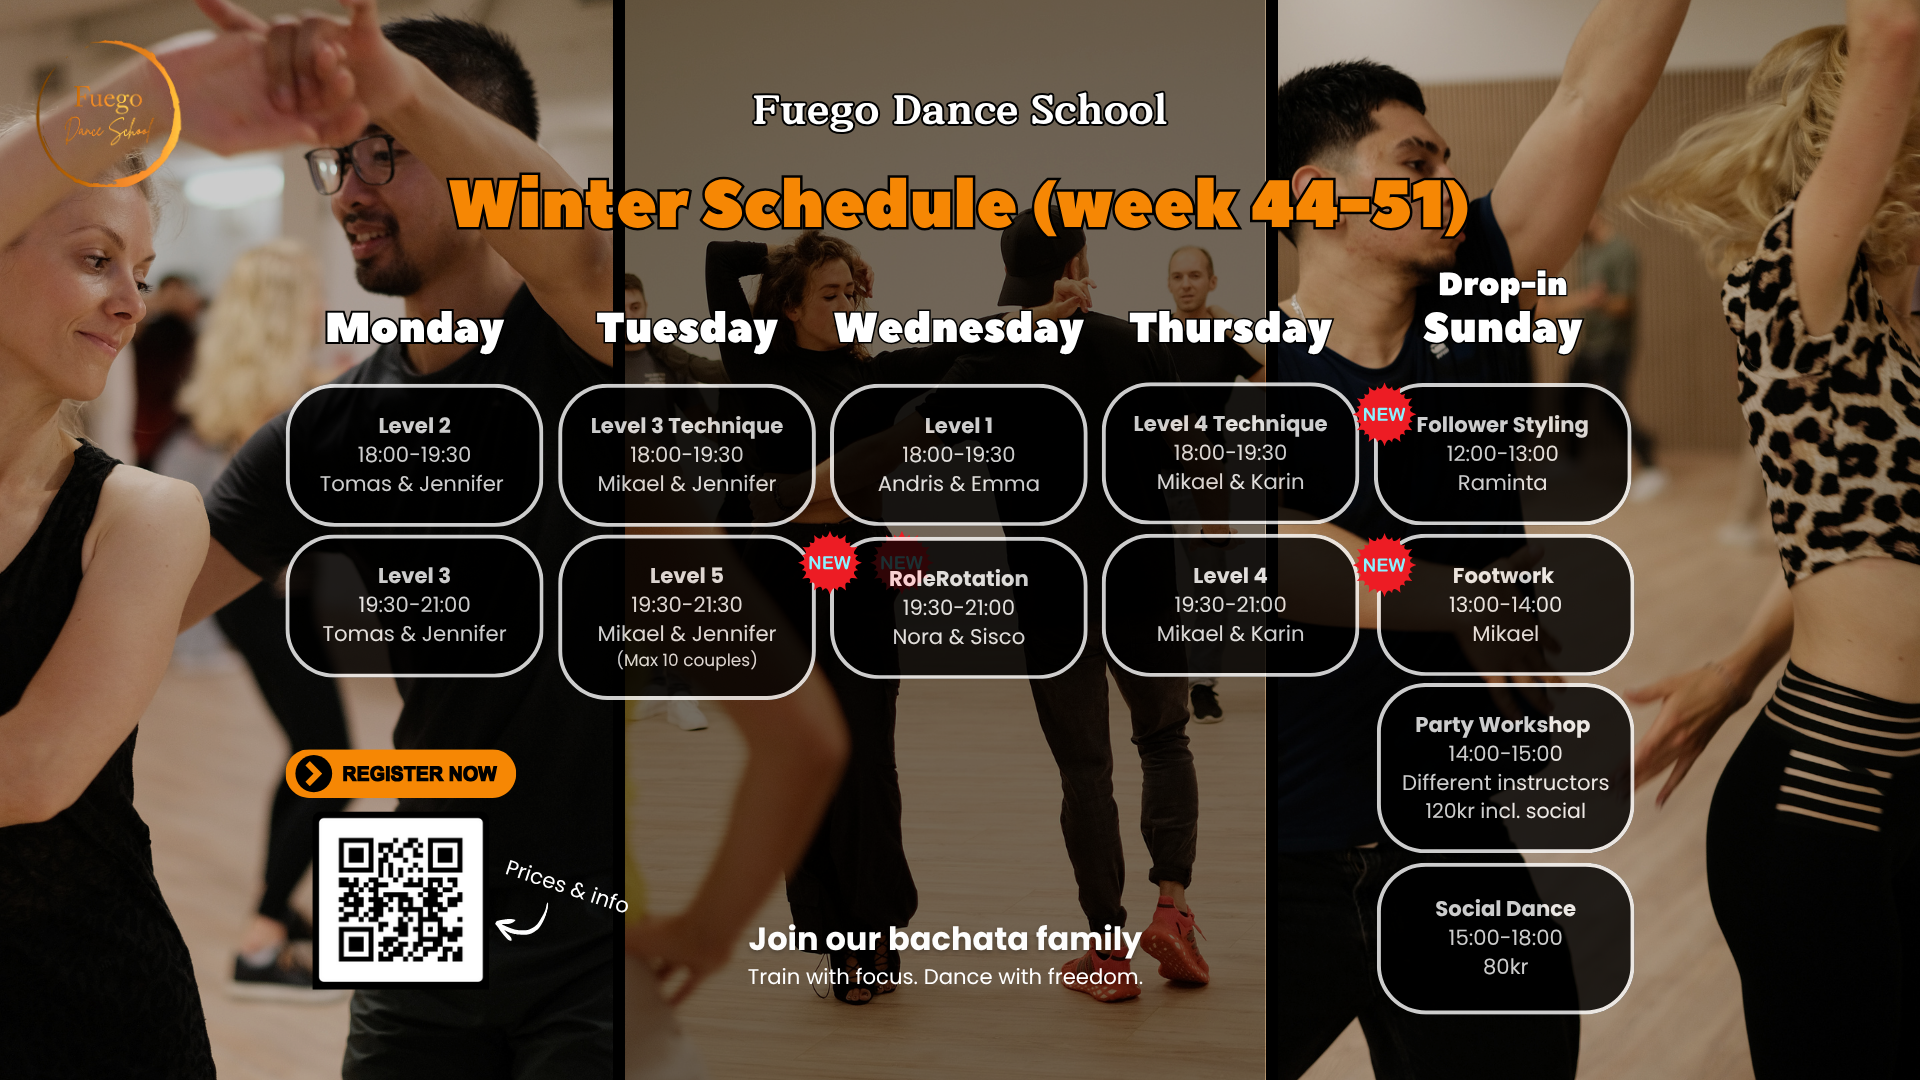 Fuego
Dance School
Fuego Dance School
Winter Schedule (week 44-51)
Monday
Level 2
18:00-19:30
Tomas & Jennifer
Level 3
19:30-21:00
Tomas & Jennifer
Tuesday
Level 3 Technique
18:00-19:30
Mikael & Jennifer
Level 5
19:30-21:30
Mikael & Jennifer
(Max 10 couples)
Wednesday
Level 1
18:00-19:30
Andris & Emma
NEW
NEW
RoleRotation
19:30-21:00
Nora & Sisco
Thursday
Level 4 Technique
18:00-19:30
Mikael & Karin
Level 4
19:30-21:00
Mikael & Karin
Drop-in
Sunday
NEW
Follower Styling
12:00-13:00
Raminta
NEW
Footwork
13:00-14:00
Mikael
Party Workshop
14:00-15:00
Different instructors
120kr incl. social
Social Dance
15:00-18:00
80kr
REGISTER NOW
Prices & info
Join our bachata family
Train with focus. Dance with freedom.